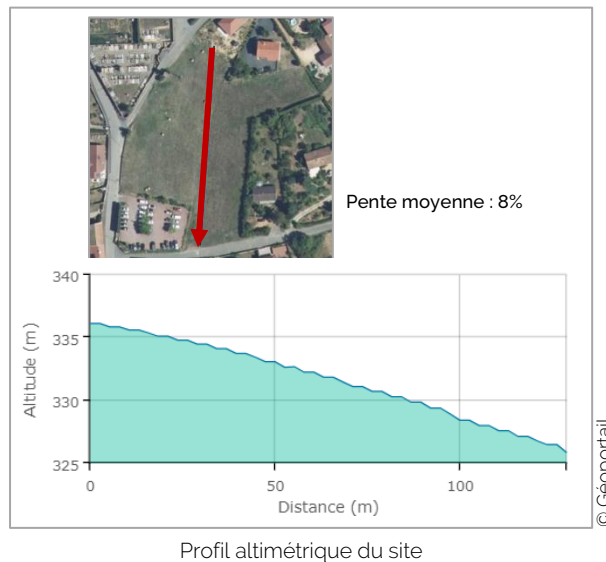 Pente moyenne : 8%
340
335
330
325
Altitude (m)
0
50
100
Distance (m)
© Géoportail
Profil altimétrique du site